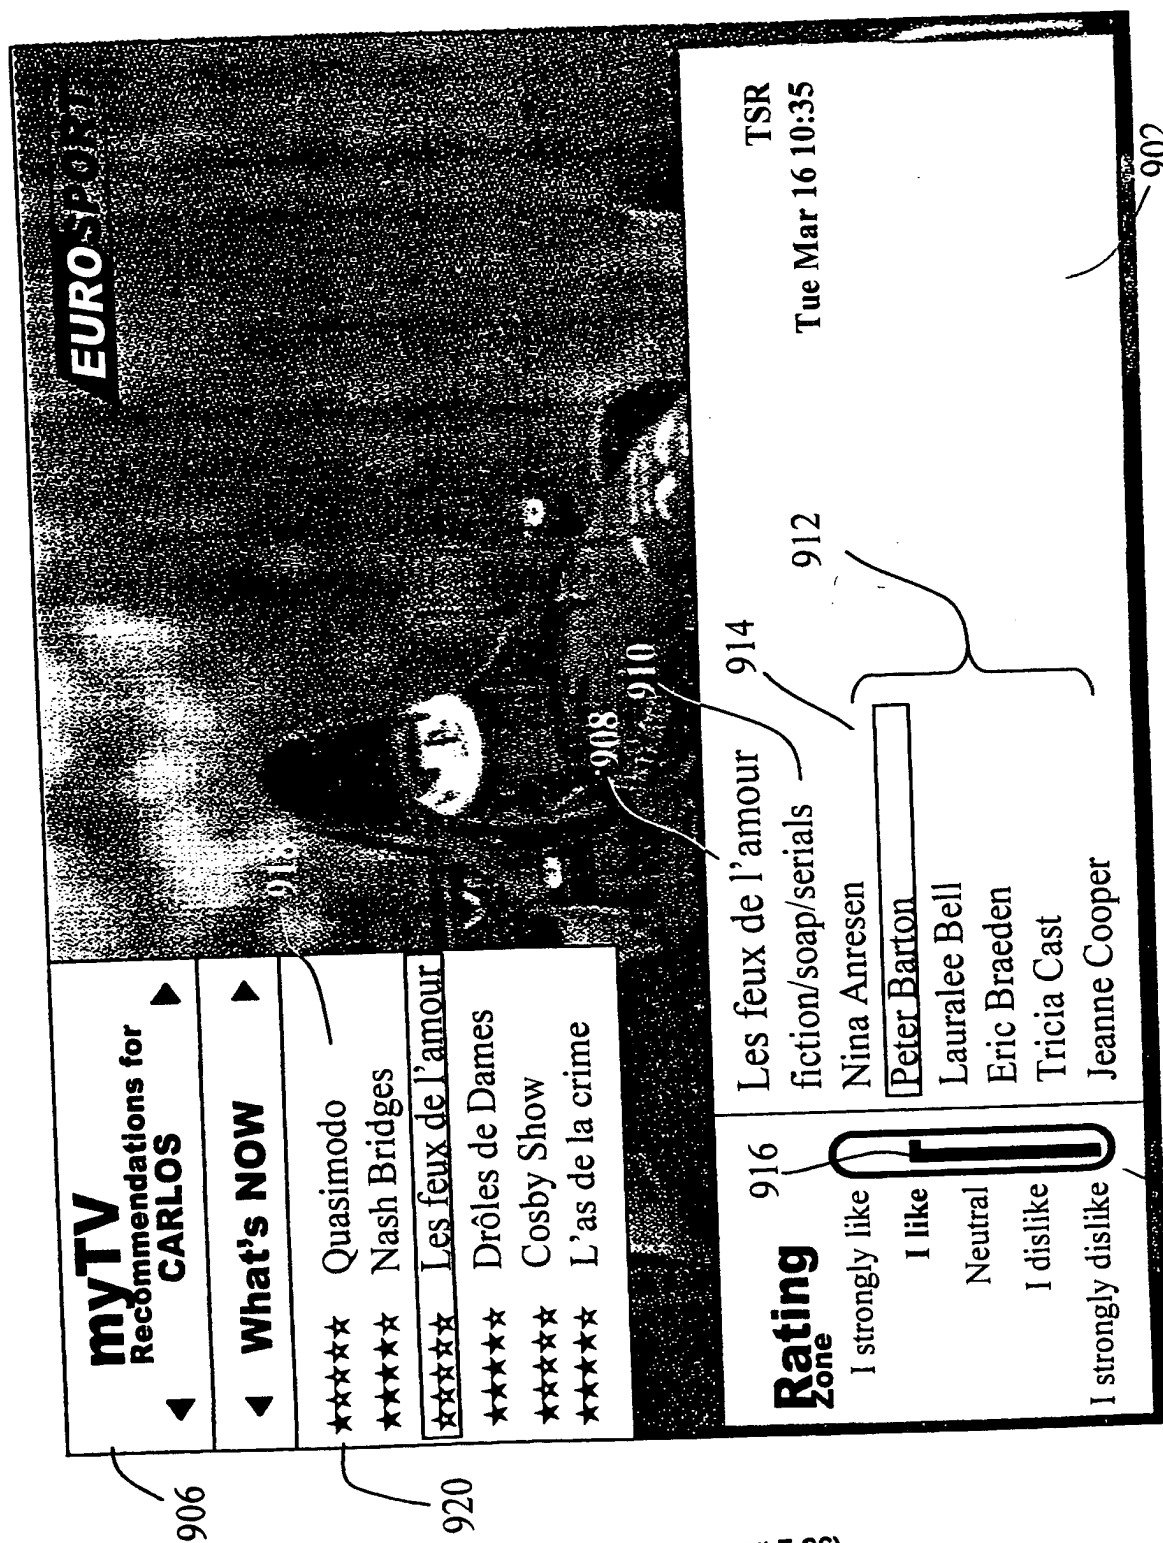 myTV
Recommendations for
CARLOS
What's NOW
★★★★★ Quasimodo
★★★★★ Nash Bridges
★★★★★ Les feux de l'amour
★★★★★ Drôles de Dames
★★★★★ Cosby Show
★★★★★ L'as de la crime
EUROSPORT
906
920
918
908
910
Rating
Zone
916
I strongly like
I like
Neutral
I dislike
I strongly dislike
Les feux de l'amour
fiction/soap/serials
Nina Anresen
Peter Barton
Lauralee Bell
Eric Braeden
Tricia Cast
Jeanne Cooper
914
912
TSR
Tue Mar 16 10:35
902